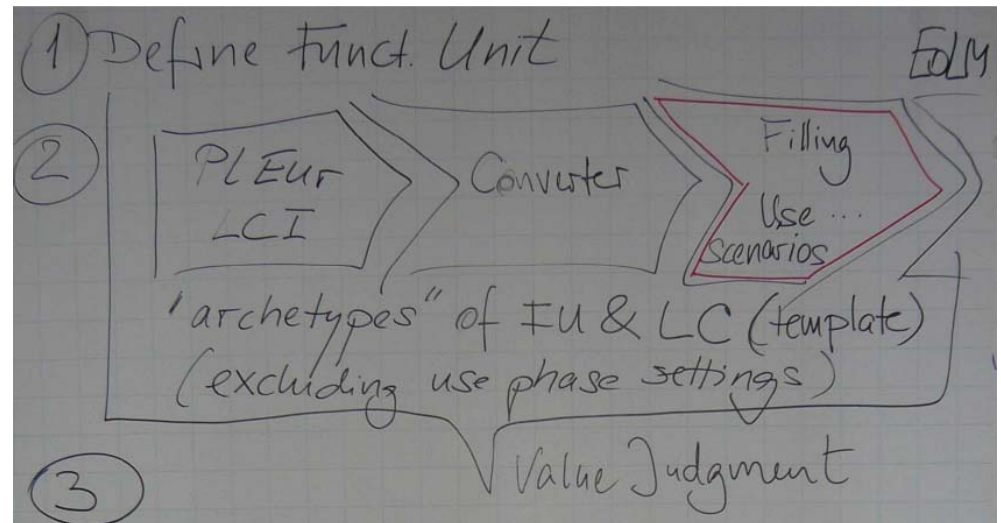 1 Define Funct. Unit
EoLM
2
PlEur
LCI
Converter
Filling
Use ...
Scenarios
"archetypes" of FU & LC (template)
(excluding use phase settings)
3
Value Judgment